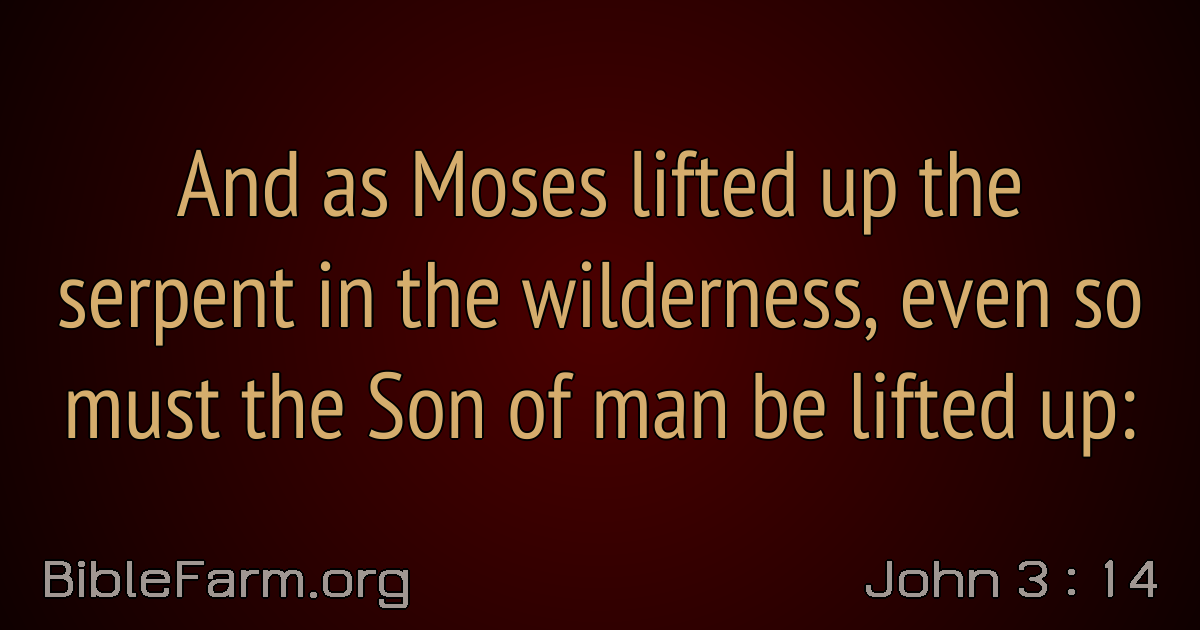 And as Moses lifted up the
serpent in the wilderness, even so
must the Son of man be lifted up:
BibleFarm.org
John 3 : 14